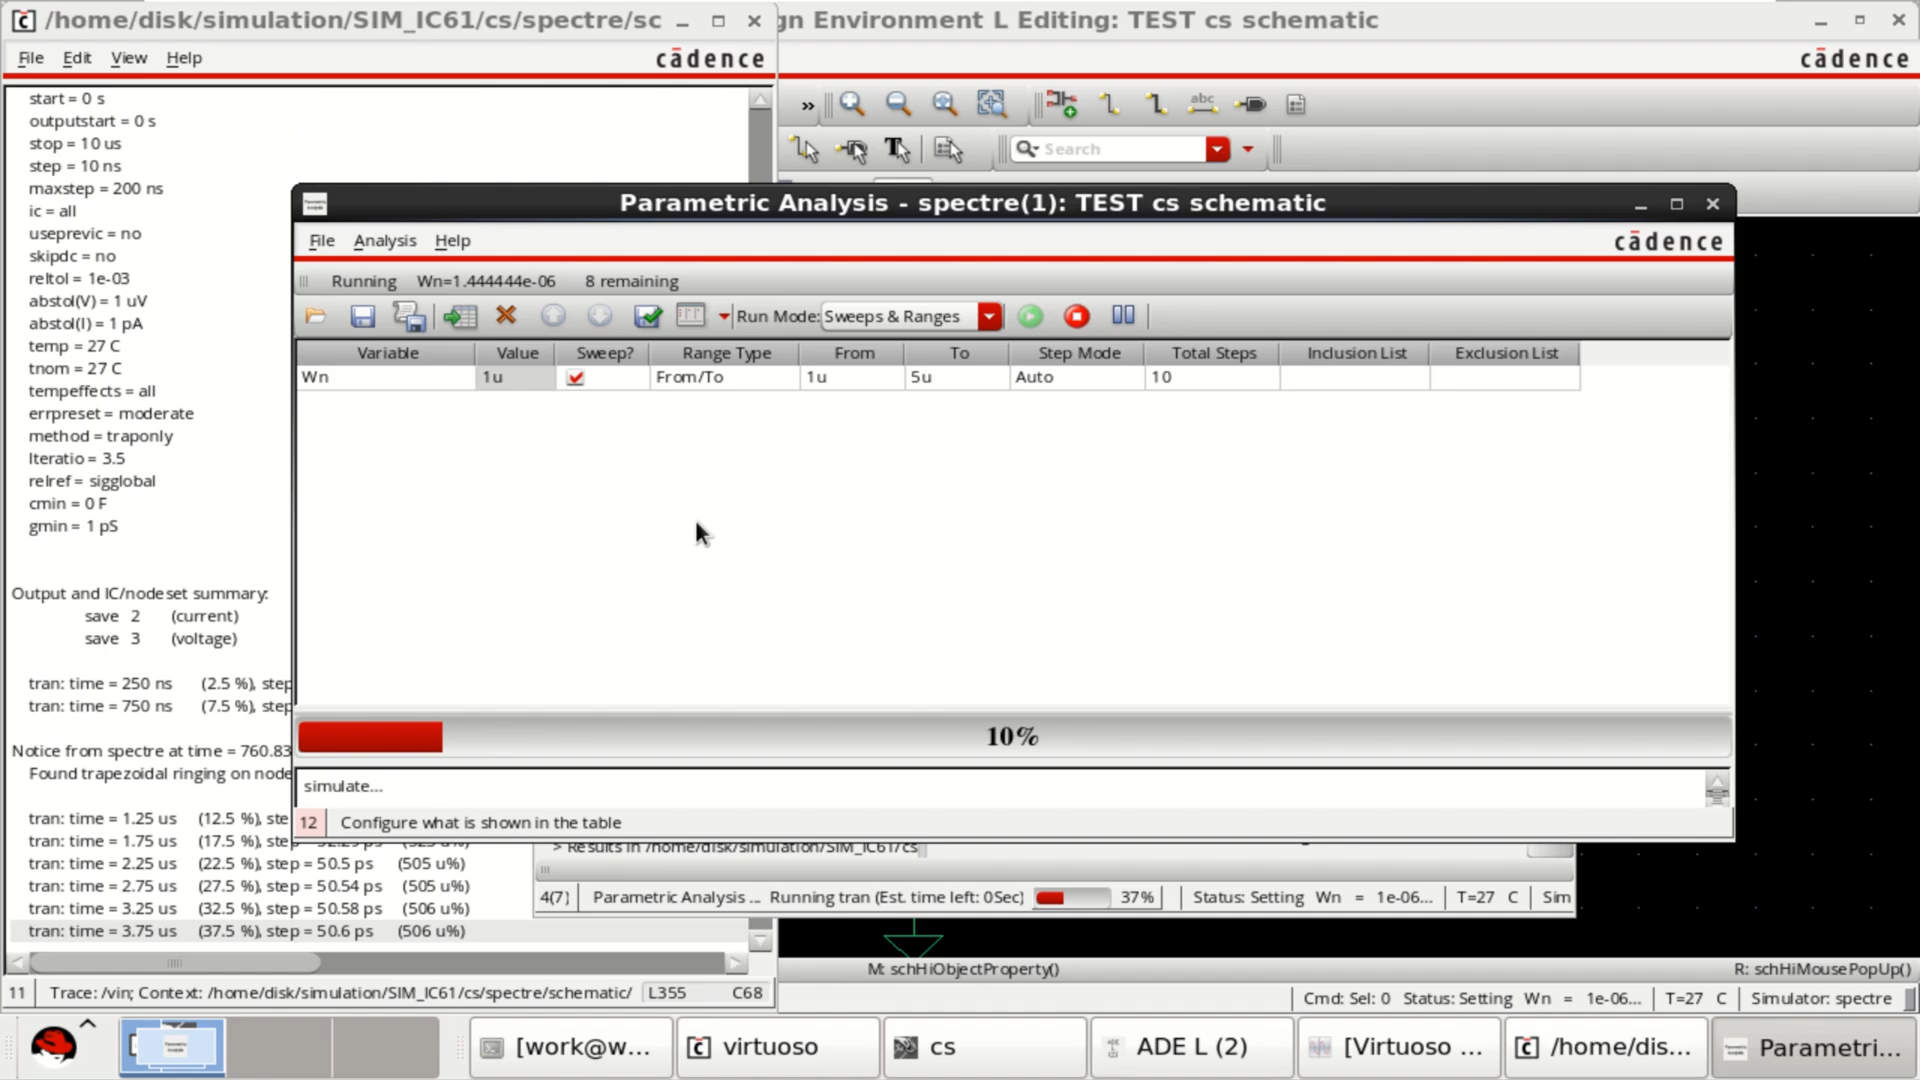 /home/disk/simulation/SIM_IC61/cs/spectre/sc
gn Environment L Editing: TEST cs schematic
File Edit View Help
cādence
cādence
start = 0 s
outputstart = 0 s
stop = 10 us
step = 10 ns
maxstep = 200 ns
ic = all
useprevic = no
skipdc = no
reltol = 1e-03
abstol(V) = 1 uV
abstol(I) = 1 pA
temp = 27 C
tnom = 27 C
tempeffects = all
errpreset = moderate
method = traponly
lteratio = 3.5
relref = sigglobal
cmin = 0 F
gmin = 1 pS
Output and IC/nodeset summary:
save 2 (current)
save 3 (voltage)
tran: time = 250 ns (2.5 %), step
tran: time = 750 ns (7.5 %), step
Notice from spectre at time = 760.83
Found trapezoidal ringing on node
tran: time = 1.25 us (12.5 %), ste
tran: time = 1.75 us (17.5 %), ste
tran: time = 2.25 us (22.5 %), step = 50.5 ps (505 u%)
tran: time = 2.75 us (27.5 %), step = 50.54 ps (505 u%)
tran: time = 3.25 us (32.5 %), step = 50.58 ps (506 u%)
tran: time = 3.75 us (37.5 %), step = 50.6 ps (506 u%)
11 Trace: /vin; Context: /home/disk/simulation/SIM_IC61/cs/spectre/schematic/ L355 C68
» abc
T Search
Parametric Analysis - spectre(1): TEST cs schematic
File Analysis Help
cādence
Running Wn=1.444444e-06 8 remaining
Run Mode: Sweeps & Ranges
Variable Value Sweep? Range Type From To Step Mode Total Steps Inclusion List Exclusion List
Wn 1u From/To 1u 5u Auto 10
10%
simulate...
12 Configure what is shown in the table
> Results in /home/disk/simulation/SIM_IC61/cs
4(7) Parametric Analysis ... Running tran (Est. time left: 0Sec) 37% Status: Setting Wn = 1e-06... T=27 C Sim
M: schHiObjectProperty() R: schHiMousePopUp()
Cmd: Sel: 0 Status: Setting Wn = 1e-06... T=27 C Simulator: spectre
[work@w... virtuoso cs ADE L (2) [Virtuoso ... /home/dis... Parametri...